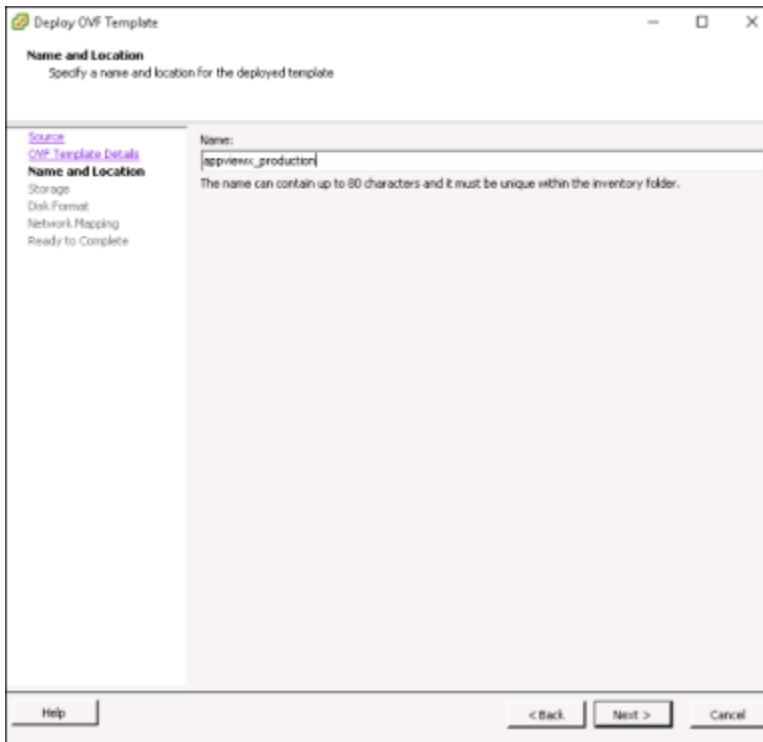 Deploy OVF Template
Name and Location
Specify a name and location for the deployed template
Source
OVF Template Details
Name and Location
Storage
Disk Format
Network Mapping
Ready to Complete
Name:
appviewx_production
The name can contain up to 80 characters and it must be unique within the inventory folder.
Help
< Back
Next >
Cancel